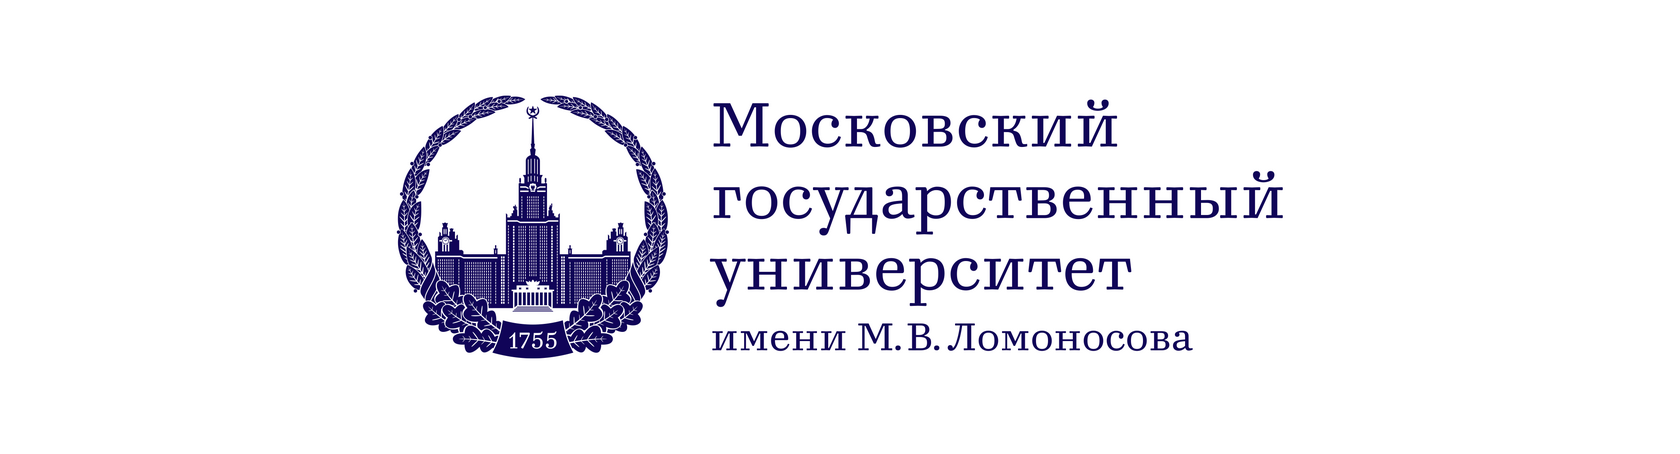 1755
Московский
государственный
университет
имени М. В. Ломоносова